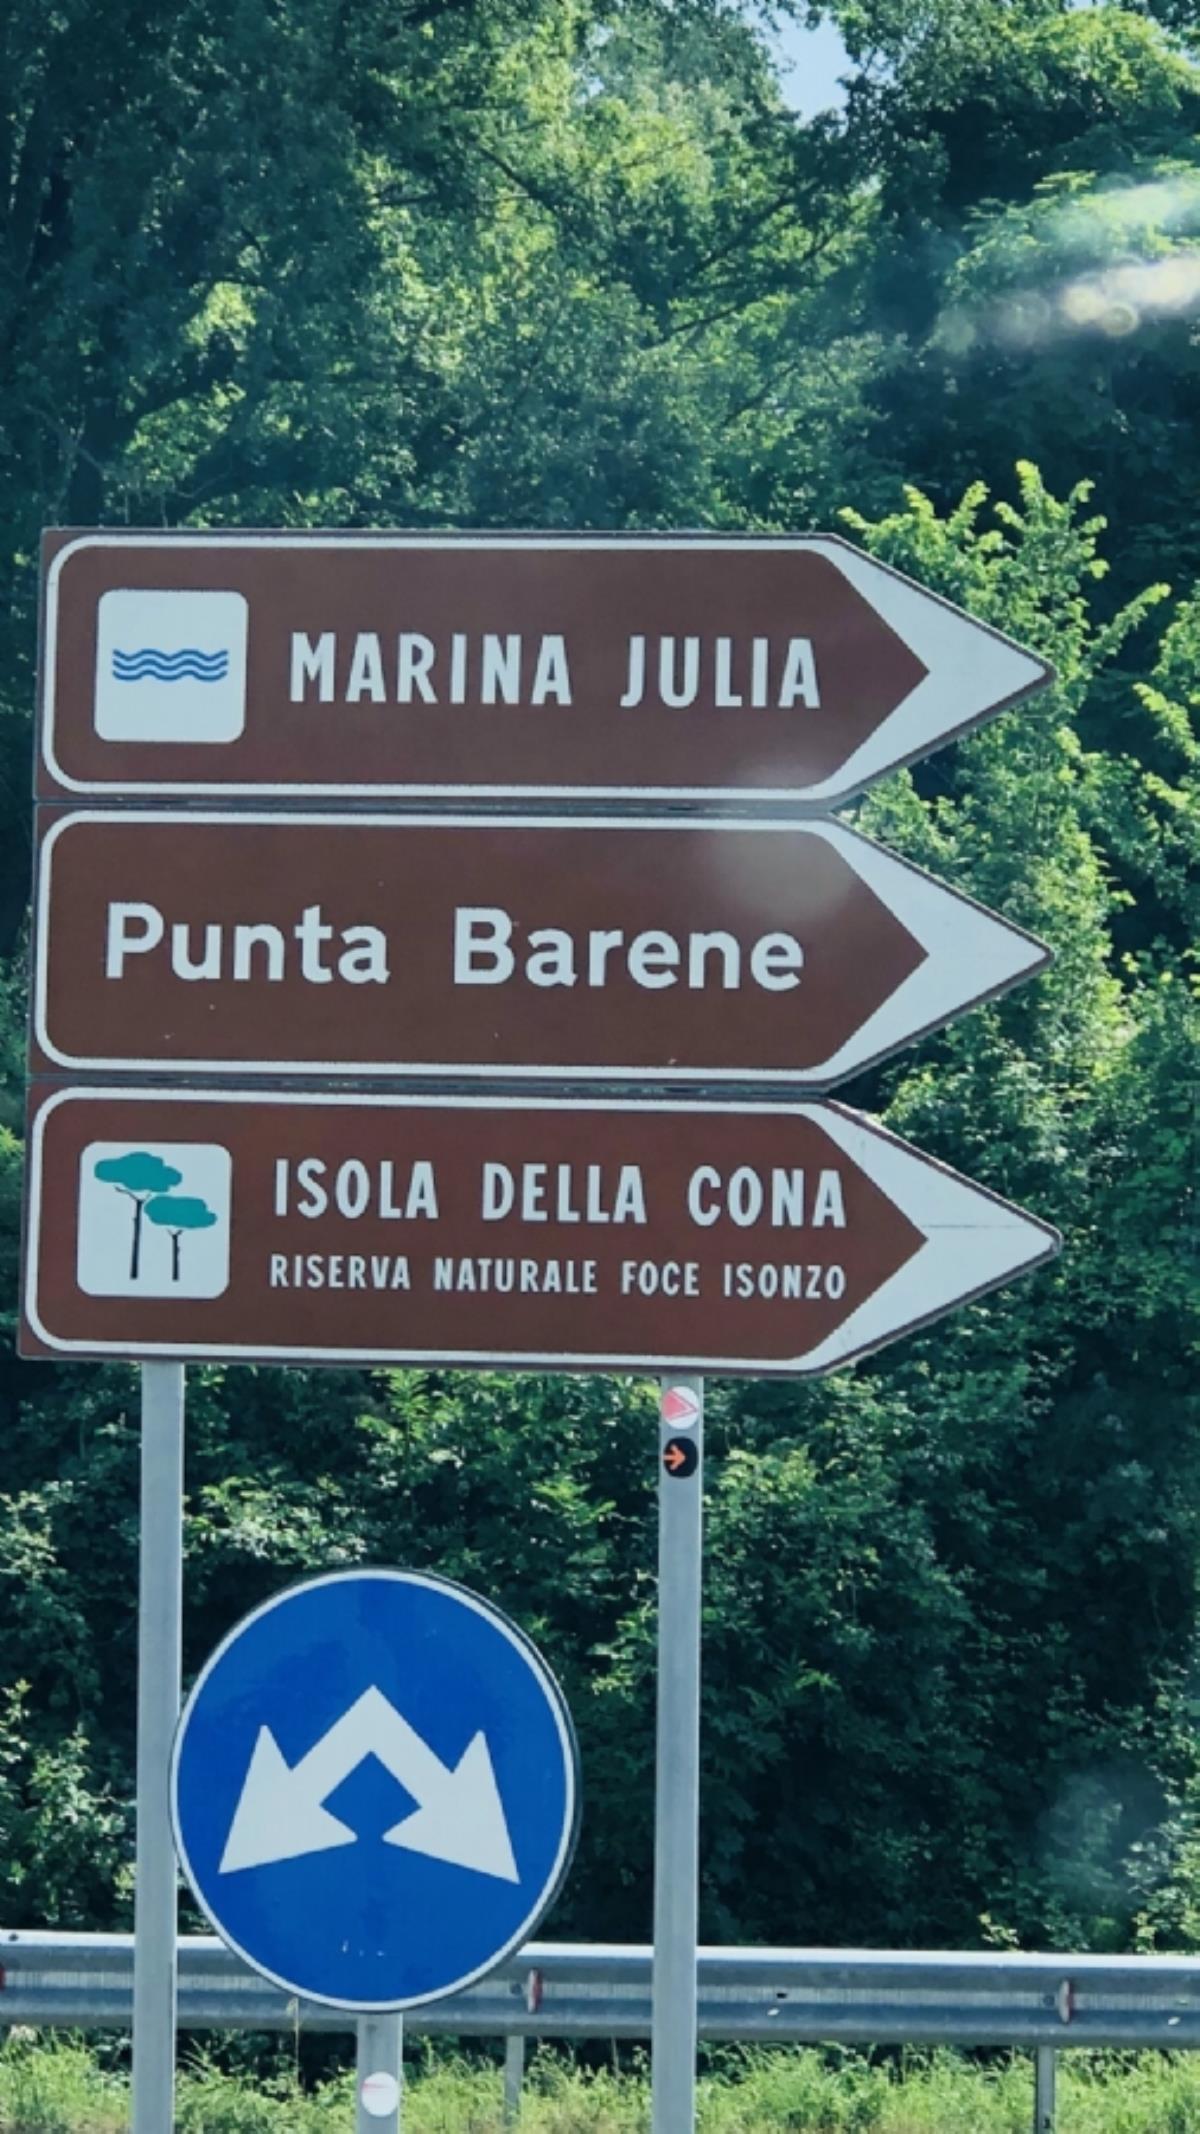 MARINA JULIA
Punta Barene
ISOLA DELLA CONA
RISERVA NATURALE FOCE ISONZO